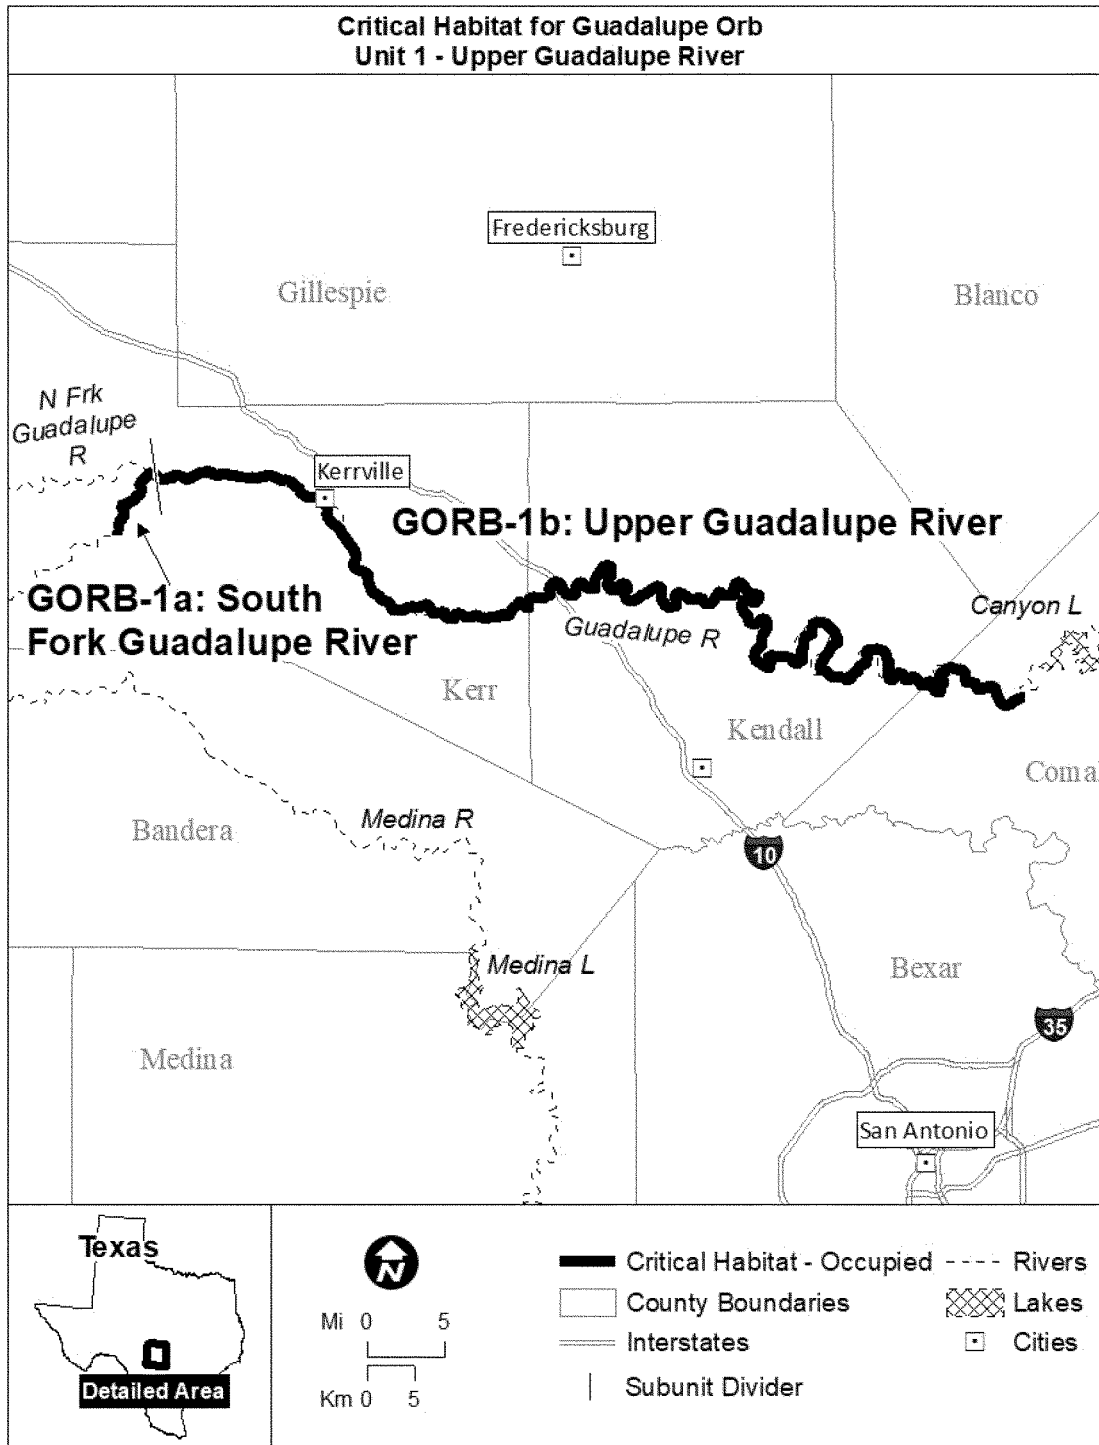 Critical Habitat for Guadalupe Orb
Unit 1 - Upper Guadalupe River
Fredericksburg
Gillespie
Blanco
N Frk
Guadalupe
R
Kerrville
GORB-1b: Upper Guadalupe River
GORB-1a: South
Fork Guadalupe River
Canyon L
Guadalupe R
Kerr
Kendall
Comal
Bandera
Medina R
10
Medina L
Bexar
35
Medina
San Antonio
Texas
Detailed Area
N
Mi 0 5
Km 0 5
Critical Habitat - Occupied
County Boundaries
Interstates
Subunit Divider
Rivers
Lakes
Cities